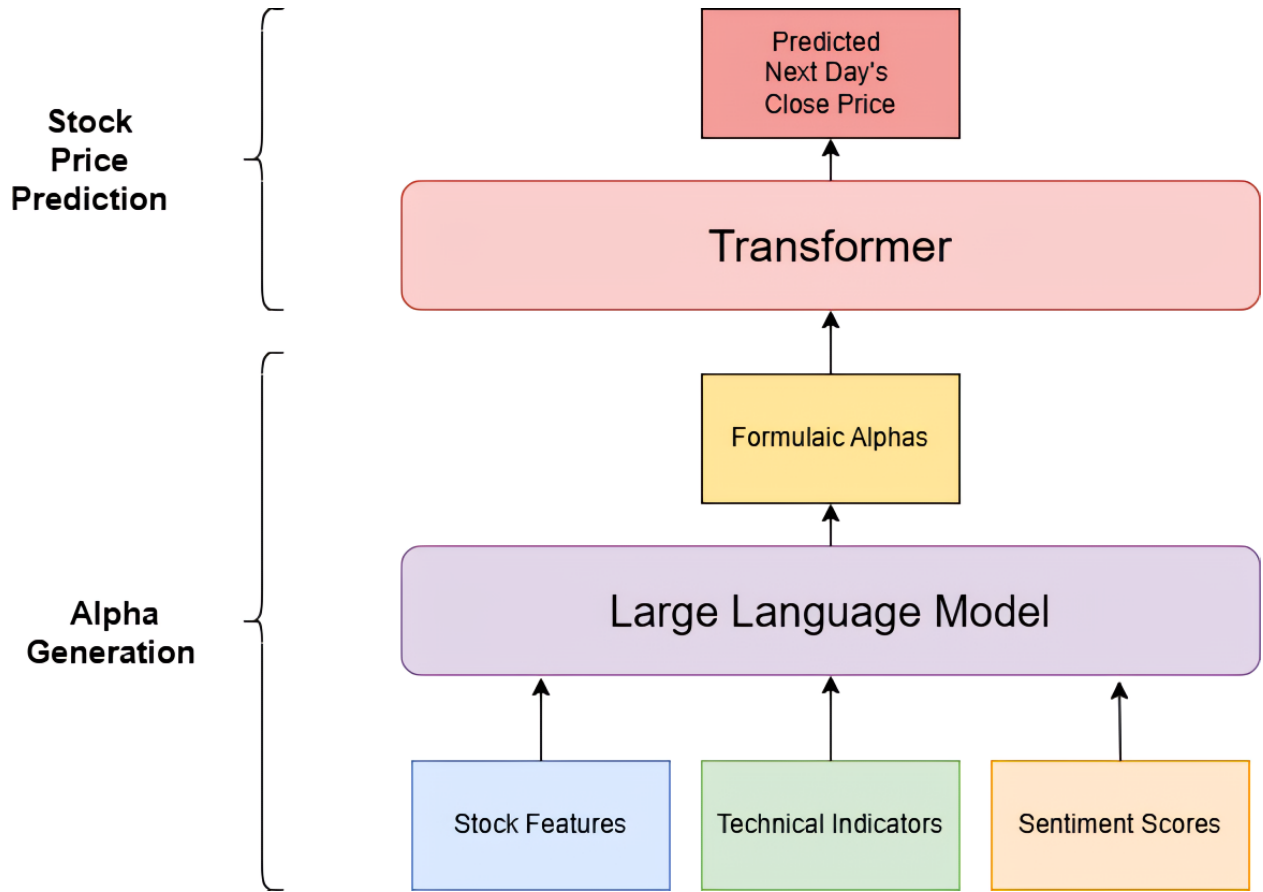 Predicted
Next Day's
Close Price
Stock
Price
Prediction
Transformer
Formulaic Alphas
Large Language Model
Alpha
Generation
Stock Features
Technical Indicators
Sentiment Scores